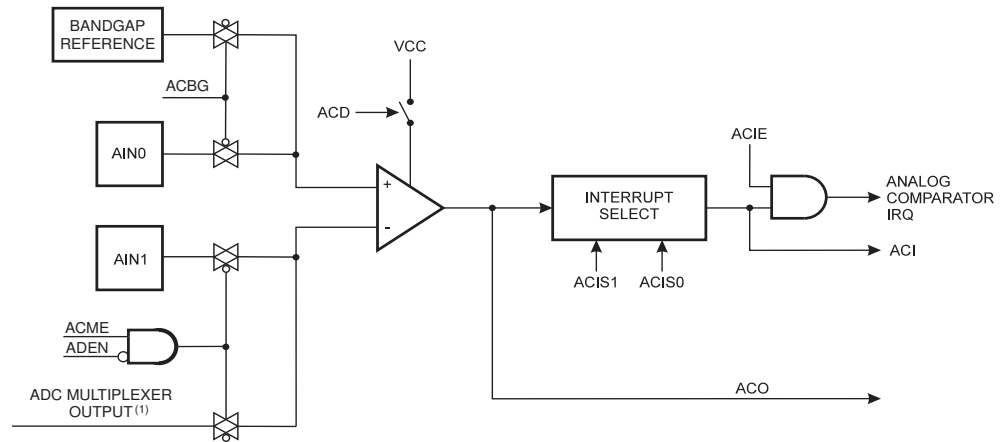 BANDGAP
REFERENCE
VCC
ACBG
ACD
AIN0
ACIE
+
INTERRUPT
SELECT
ANALOG
COMPARATOR
IRQ
-
AIN1
ACI
ACIS1
ACIS0
ACME
ADEN
ADC MULTIPLEXER
OUTPUT(1)
ACO